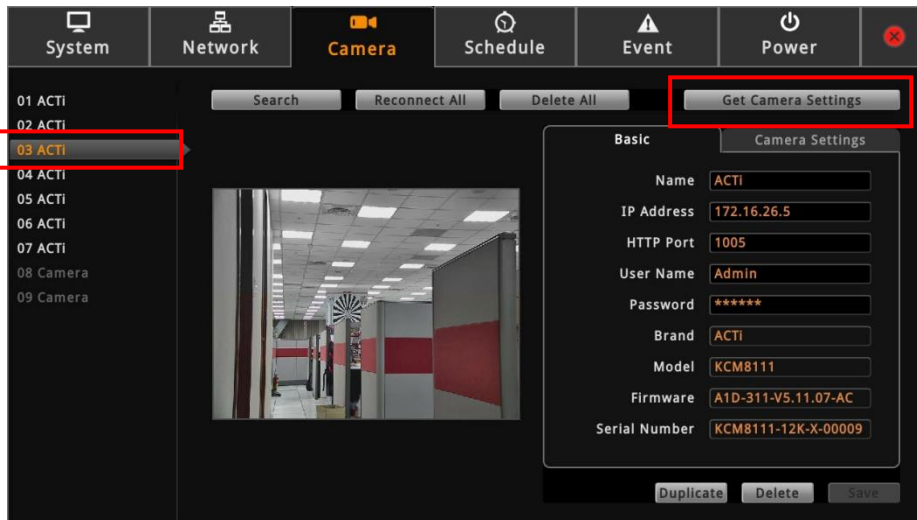 System Network Camera Schedule Event Power
Search Reconnect All Delete All Get Camera Settings
01 ACTi
02 ACTi
03 ACTi
04 ACTi
05 ACTi
06 ACTi
07 ACTi
08 Camera
09 Camera
Basic Camera Settings
Name ACTi
IP Address 172.16.26.5
HTTP Port 1005
User Name Admin
Password ******
Brand ACTi
Model KCM8111
Firmware A1D-311-V5.11.07-AC
Serial Number KCM8111-12K-X-00009
Duplicate Delete Save